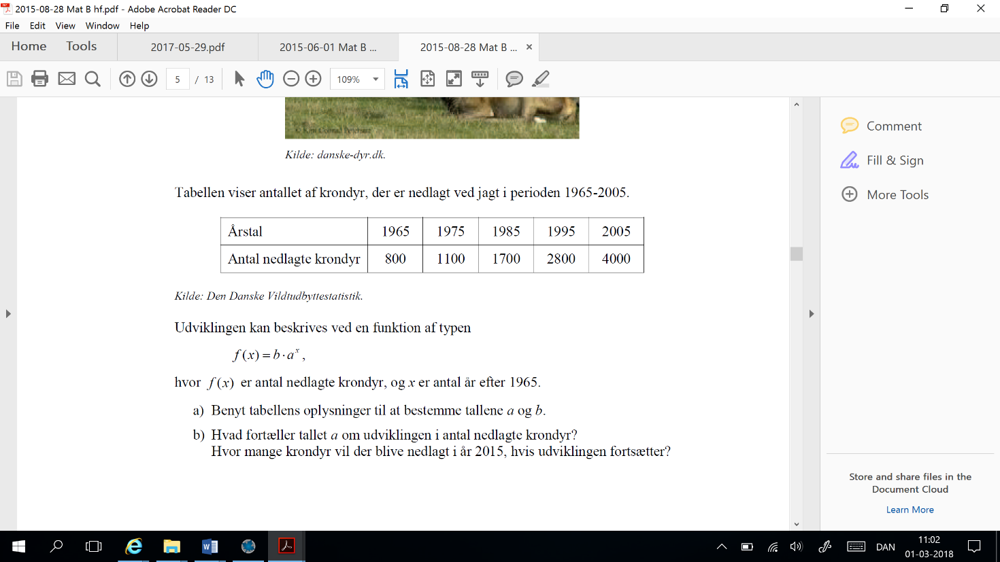 2015-08-28 Mat B hf.pdf - Adobe Acrobat Reader DC
File Edit View Window Help
Home Tools 2017-05-29.pdf 2015-06-01 Mat B ... 2015-08-28 Mat B ...
5 / 13 109%
Kilde: danske-dyr.dk.
Tabellen viser antallet af krondyr, der er nedlagt ved jagt i perioden 1965-2005.
Årstal 1965 1975 1985 1995 2005
Antal nedlagte krondyr 800 1100 1700 2800 4000
Kilde: Den Danske Vildtudbyttestatistik.
Udviklingen kan beskrives ved en funktion af typen
f(x) = b · aˣ,
hvor f(x) er antal nedlagte krondyr, og x er antal år efter 1965.
a) Benyt tabellens oplysninger til at bestemme tallene a og b.
b) Hvad fortæller tallet a om udviklingen i antal nedlagte krondyr?
Hvor mange krondyr vil der blive nedlagt i år 2015, hvis udviklingen fortsætter?
Comment
Fill & Sign
More Tools
Store and share files in the
Document Cloud
Learn More
DAN
11:02
01-03-2018